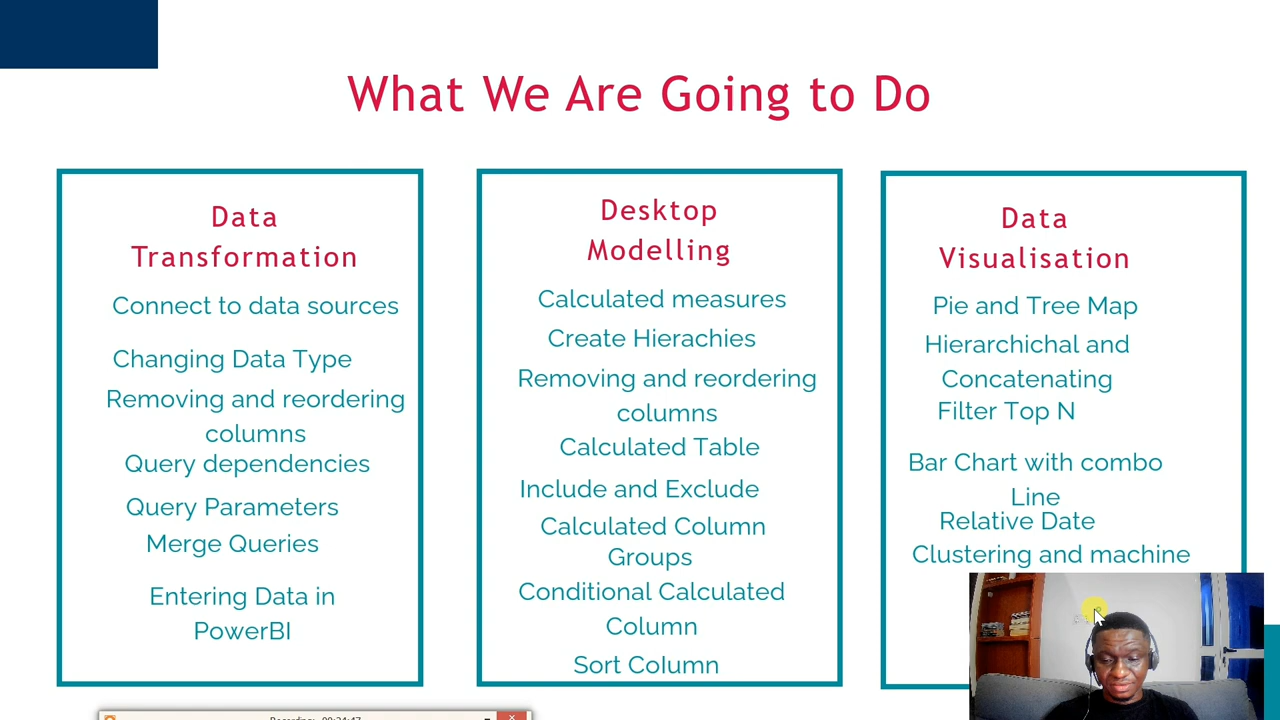 What We Are Going to Do
Data
Transformation
Connect to data sources
Changing Data Type
Removing and reordering
columns
Query dependencies
Query Parameters
Merge Queries
Entering Data in
PowerBI
Desktop
Modelling
Calculated measures
Create Hierachies
Removing and reordering
columns
Calculated Table
Include and Exclude
Calculated Column
Groups
Conditional Calculated
Column
Sort Column
Data
Visualisation
Pie and Tree Map
Hierarchichal and
Concatenating
Filter Top N
Bar Chart with combo
Line
Relative Date
Clustering and machine